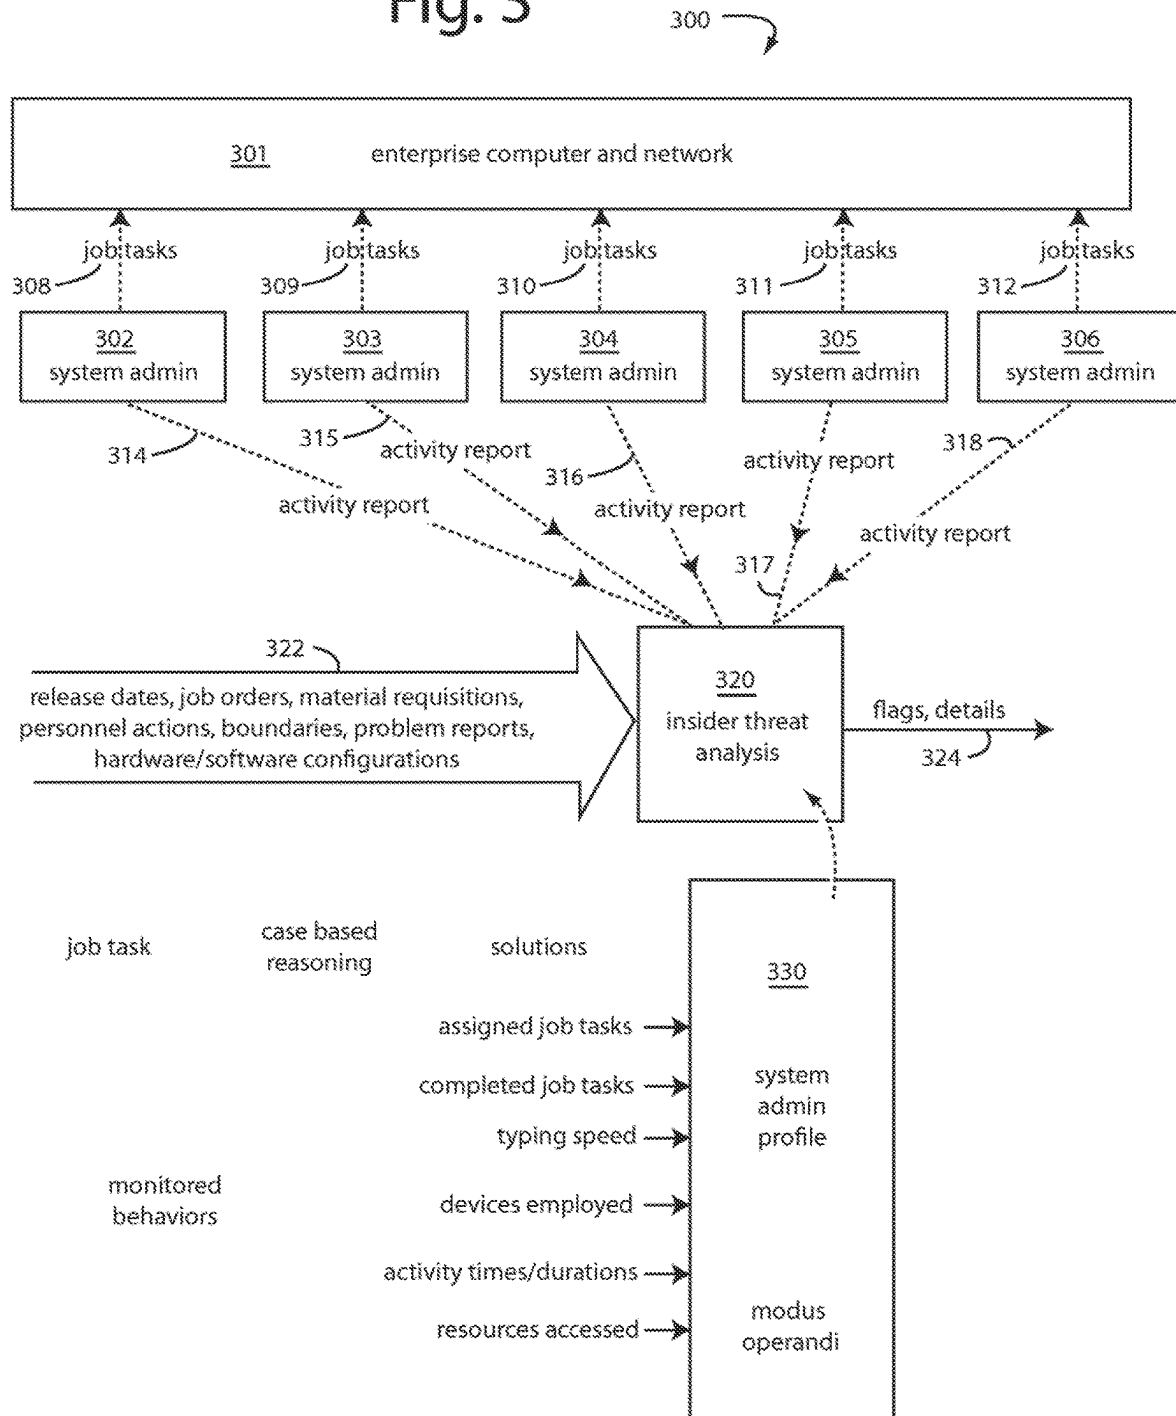 Fig. 3
300
301 enterprise computer and network
job tasks job tasks job tasks job tasks job tasks
308 309 310 311 312
302 303 304 305 306
system admin system admin system admin system admin system admin
314 315 activity report 316 activity report 318
activity report activity report activity report
317
322
320
release dates, job orders, material requisitions,
personnel actions, boundaries, problem reports,
hardware/software configurations
insider threat
analysis
flags, details
324
job task
case based
reasoning
solutions
330
assigned job tasks
completed job tasks
typing speed
system
admin
profile
monitored
behaviors
devices employed
activity times/durations
resources accessed
modus
operandi